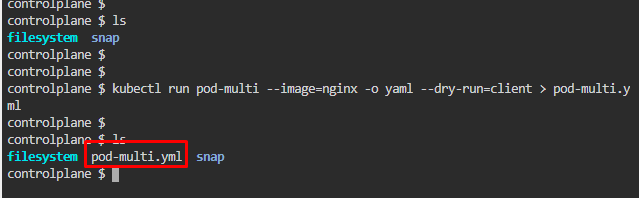 controlplane $
controlplane $ ls
filesystem  snap
controlplane $
controlplane $
controlplane $ kubectl run pod-multi --image=nginx -o yaml --dry-run=client > pod-multi.y
ml
controlplane $
controlplane $ ls
filesystem  pod-multi.yml  snap
controlplane $